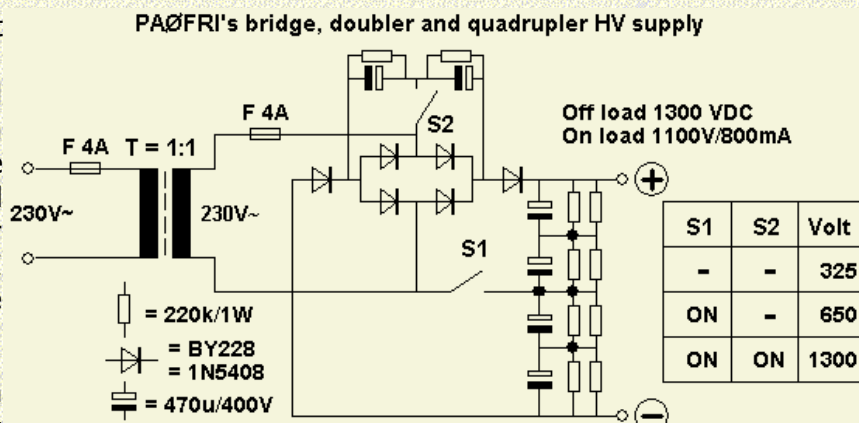 PAØFRI's bridge, doubler and quadrupler HV supply
F 4A
F 4A T = 1:1
S2
Off load 1300 VDC
On load 1100V/800mA
+
230V~
230V~
S1
S1 S2 Volt
– – 325
ON – 650
ON ON 1300
= 220k/1W
= BY228
= 1N5408
= 470u/400V
–